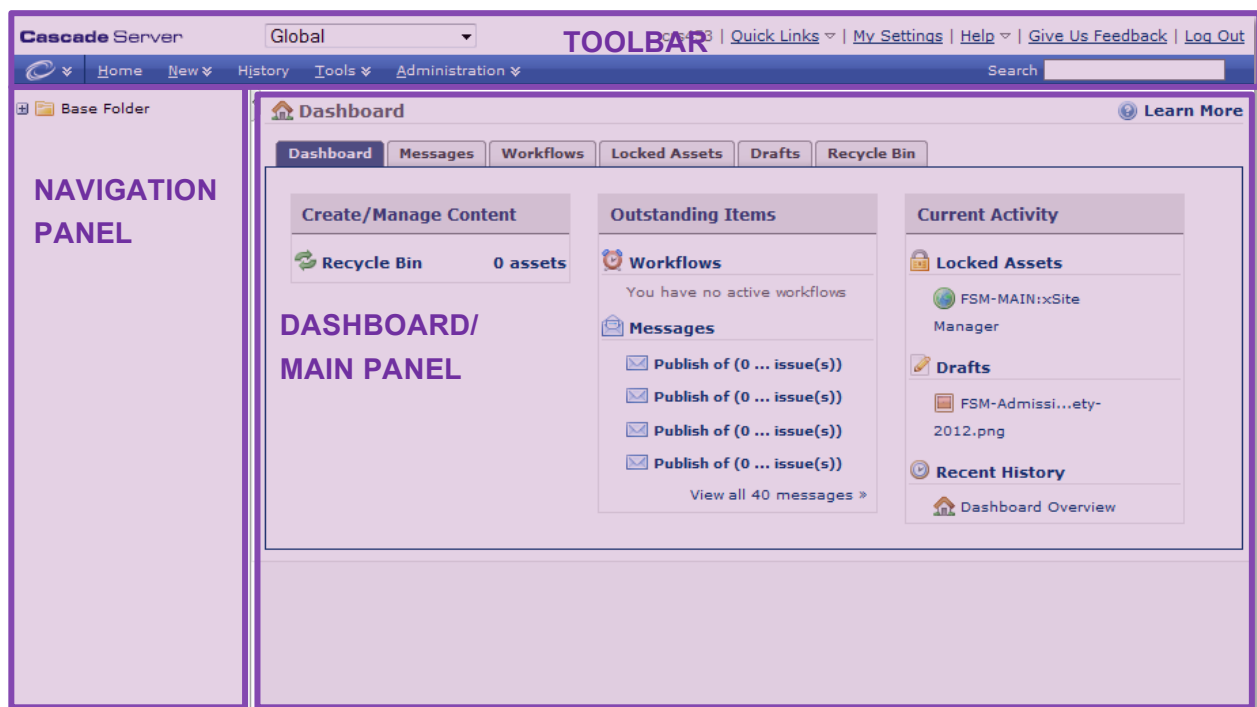 Cascade Server Global TOOLBAR | Quick Links | My Settings | Help | Give Us Feedback | Log Out
Home New History Tools Administration Search
Base Folder
Dashboard Learn More
Dashboard Messages Workflows Locked Assets Drafts Recycle Bin
NAVIGATION
PANEL
Create/Manage Content
Recycle Bin 0 assets
DASHBOARD/
MAIN PANEL
Outstanding Items
Workflows
You have no active workflows
Messages
Publish of (0 ... issue(s))
Publish of (0 ... issue(s))
Publish of (0 ... issue(s))
Publish of (0 ... issue(s))
View all 40 messages »
Current Activity
Locked Assets
FSM-MAIN:xSite
Manager
Drafts
FSM-Admissi...ety-
2012.png
Recent History
Dashboard Overview